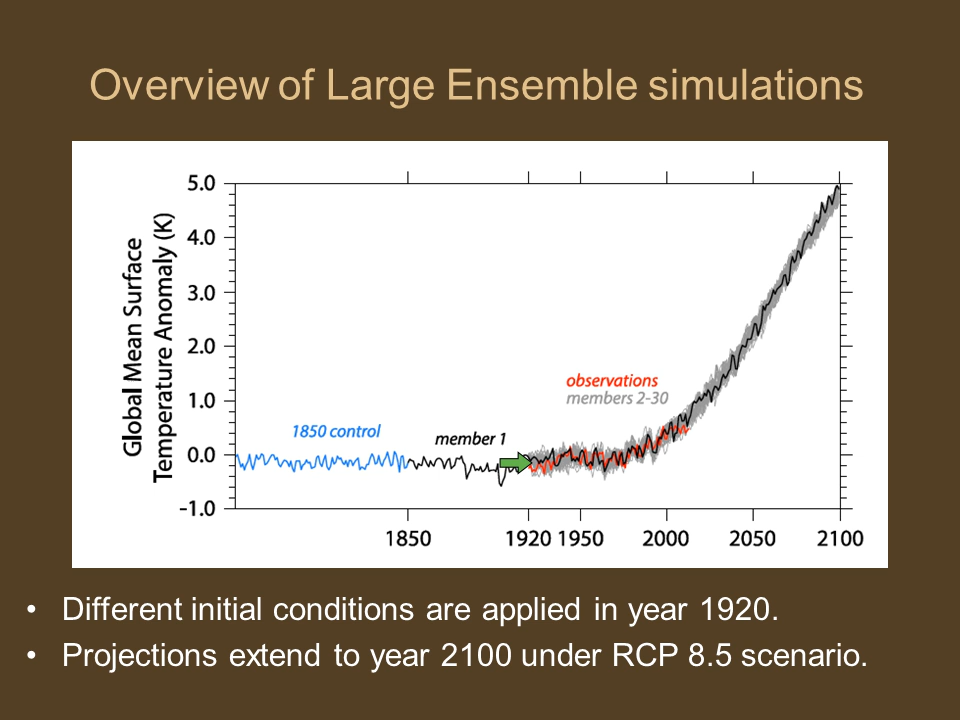 Overview of Large Ensemble simulations
Global Mean Surface
Temperature Anomaly (K)
5.0
4.0
3.0
2.0
1.0
0.0
-1.0
observations
members 2-30
1850 control
member 1
1850 1920 1950 2000 2050 2100
• Different initial conditions are applied in year 1920.
• Projections extend to year 2100 under RCP 8.5 scenario.